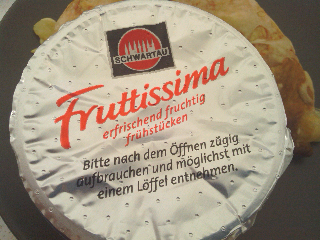 SCHWARTAU
Fruttissima
erfrischend fruchtig
frühstücken
Bitte nach dem Öffnen zügig
aufbrauchen und möglichst mit
einem Löffel entnehmen.